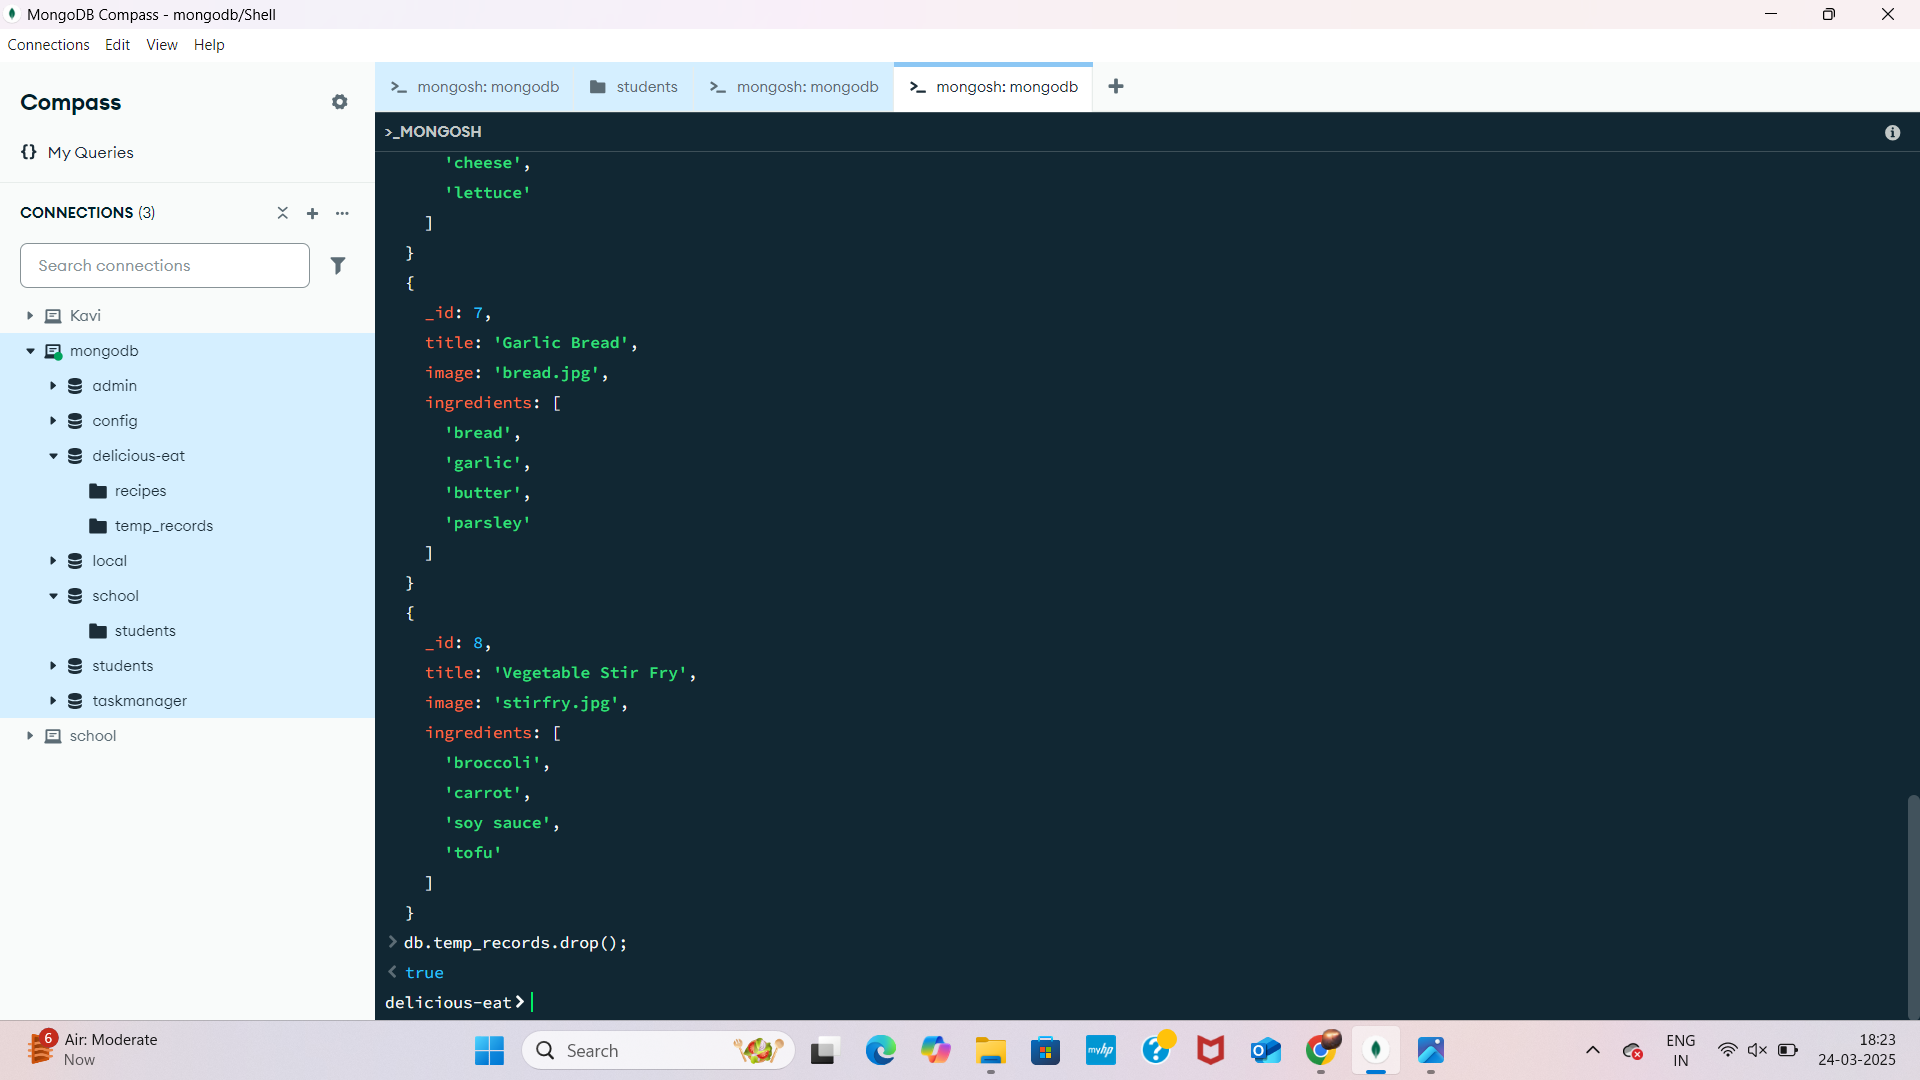 MongoDB Compass - mongodb/Shell
Connections Edit View Help
Compass
{} My Queries
CONNECTIONS (3)
Search connections
Kavi
mongodb
admin
config
delicious-eat
recipes
temp_records
local
school
students
students
taskmanager
school
>_ mongosh: mongodb
students
>_ mongosh: mongodb
>_ mongosh: mongodb
>_MONGOSH
'cheese',
'lettuce'
]
}
{
_id: 7,
title: 'Garlic Bread',
image: 'bread.jpg',
ingredients: [
'bread',
'garlic',
'butter',
'parsley'
]
}
{
_id: 8,
title: 'Vegetable Stir Fry',
image: 'stirfry.jpg',
ingredients: [
'broccoli',
'carrot',
'soy sauce',
'tofu'
]
}
> db.temp_records.drop();
< true
delicious-eat>
6
Air: Moderate
Now
Search
myhp
ENG
IN
18:23
24-03-2025